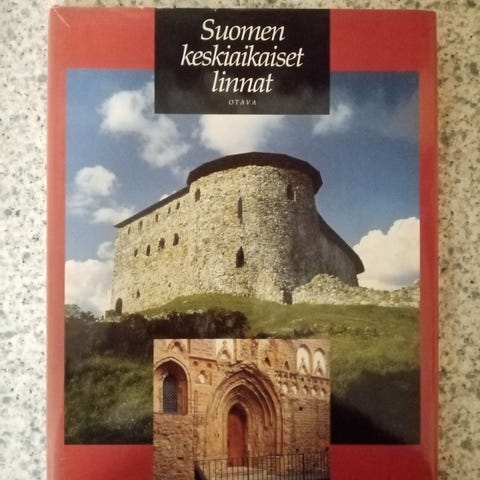 Suomen
keskiaikaiset
linnat
OTAVA